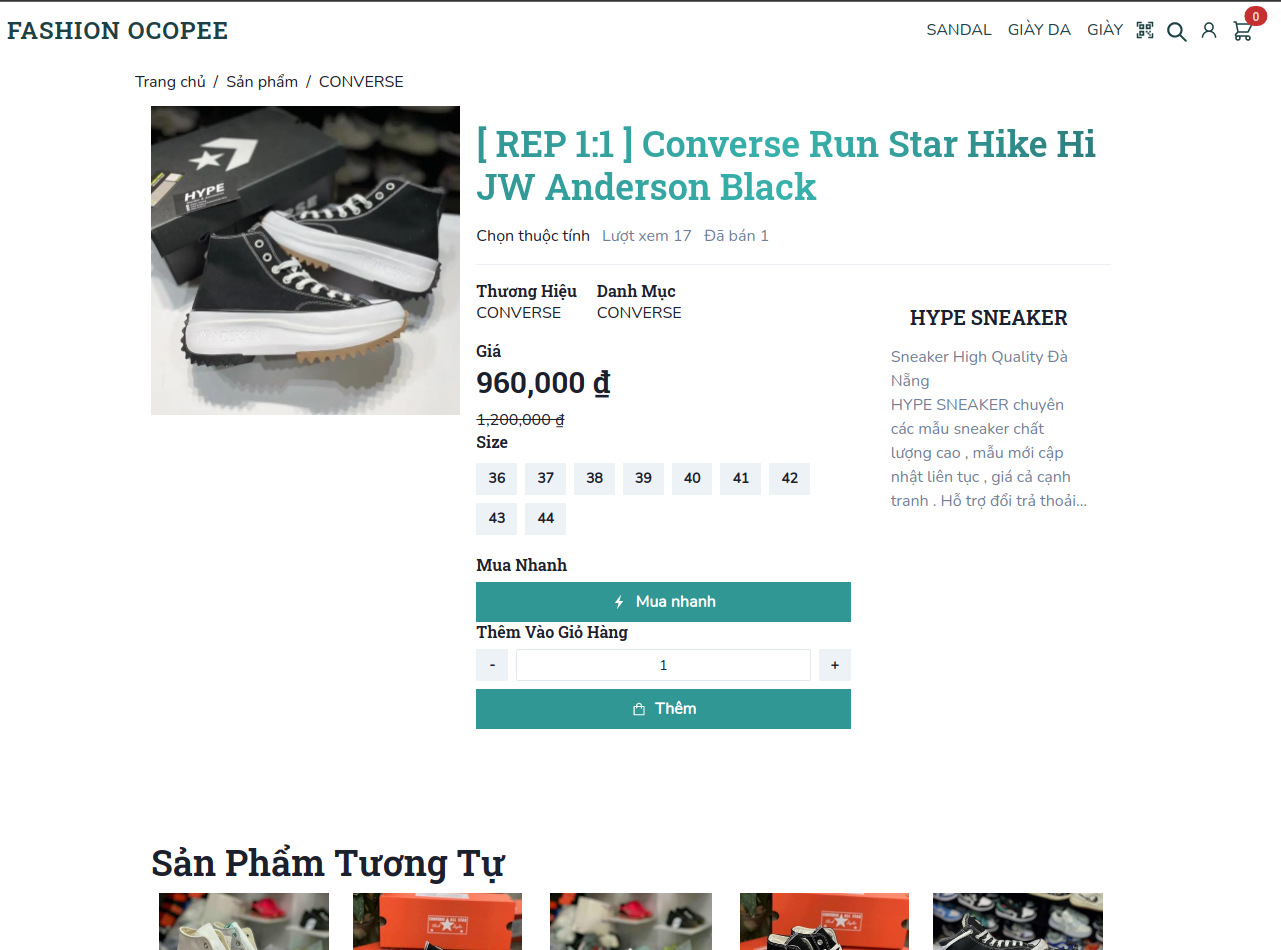 FASHION OCOPEE
SANDAL GIÀY DA GIÀY 0
Trang chủ / Sản phẩm / CONVERSE
HYPE
[ REP 1:1 ] Converse Run Star Hike Hi
JW Anderson Black
Chọn thuộc tính Lượt xem 17 Đã bán 1
Thương Hiệu Danh Mục
CONVERSE CONVERSE
Giá
960,000 ₫
1,200,000 ₫
Size
36 37 38 39 40 41 42
43 44
Mua Nhanh
Mua nhanh
Thêm Vào Giỏ Hàng
- 1 +
Thêm
HYPE SNEAKER
Sneaker High Quality Đà
Nẵng
HYPE SNEAKER chuyên
các mẫu sneaker chất
lượng cao , mẫu mới cập
nhật liên tục , giá cả cạnh
tranh . Hỗ trợ đổi trả thoải...
Sản Phẩm Tương Tự